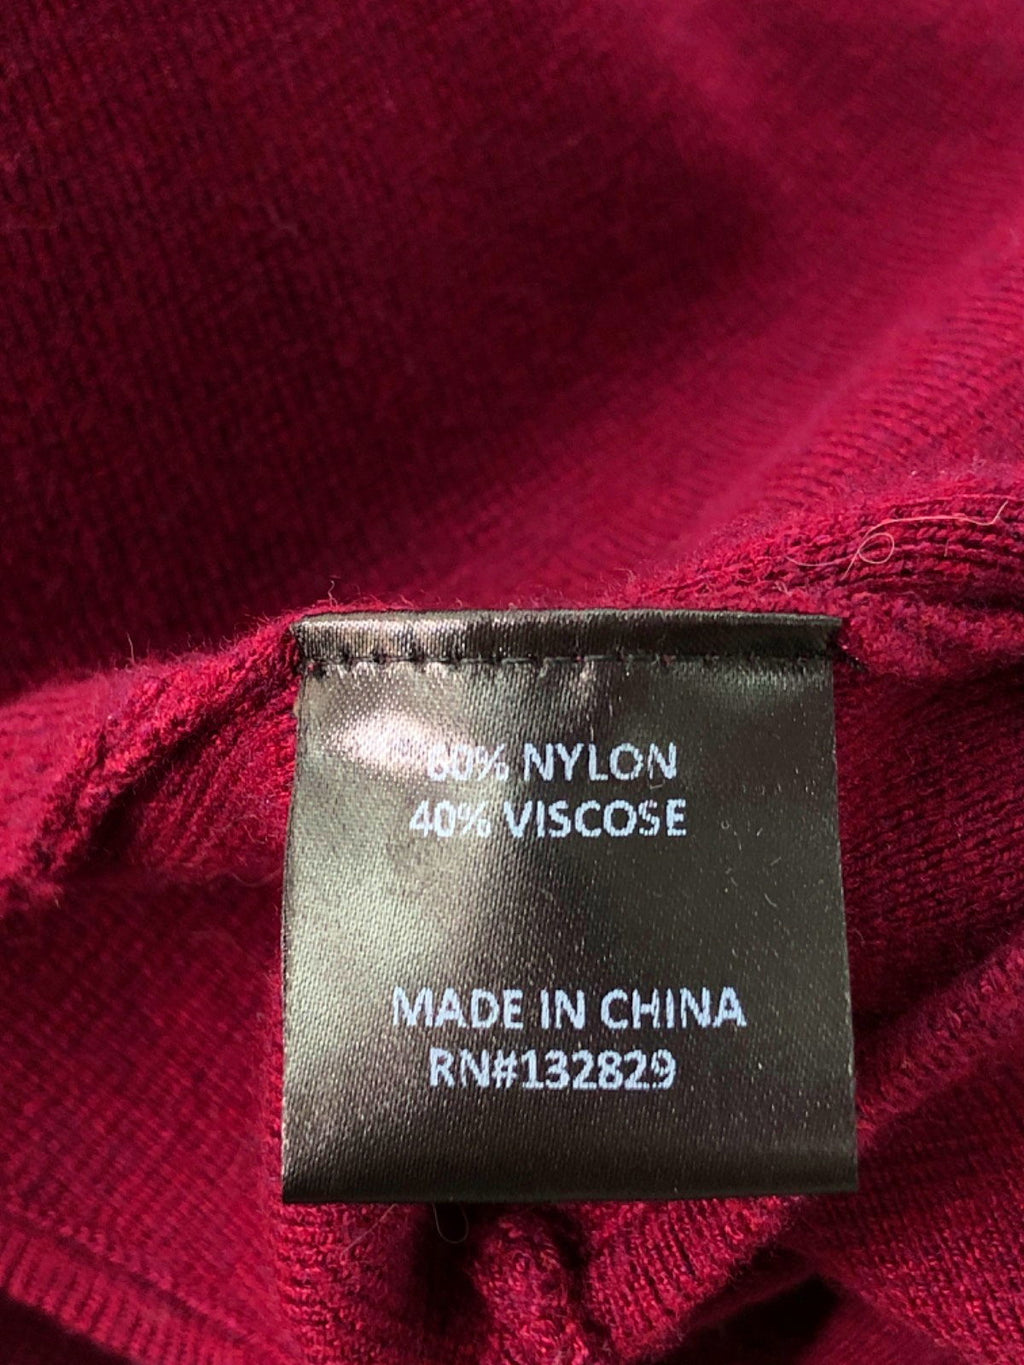 60% NYLON
40% VISCOSE
MADE IN CHINA
RN#132829